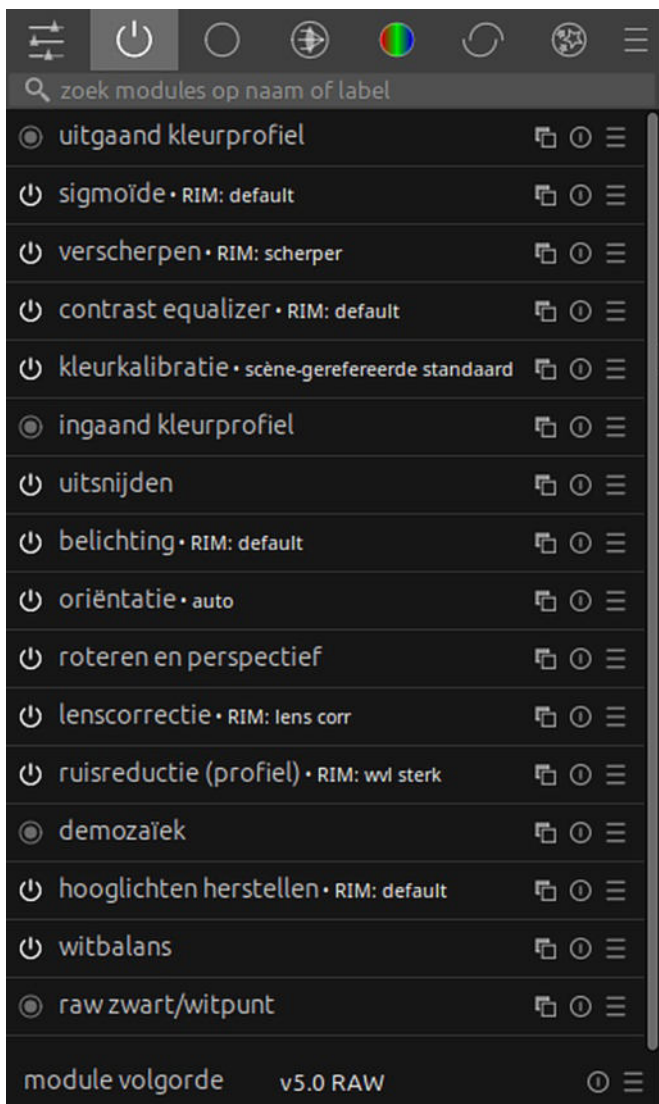 zoek modules op naam of label
uitgaand kleurprofiel
sigmoïde • RIM: default
verscherpen • RIM: scherper
contrast equalizer • RIM: default
kleurkalibratie • scène-gerefereerde standaard
ingaand kleurprofiel
uitsnijden
belichting • RIM: default
oriëntatie • auto
roteren en perspectief
lenscorrectie • RIM: lens corr
ruisreductie (profiel) • RIM: wvl sterk
demozaïek
hooglichten herstellen • RIM: default
witbalans
raw zwart/witpunt
module volgorde v5.0 RAW